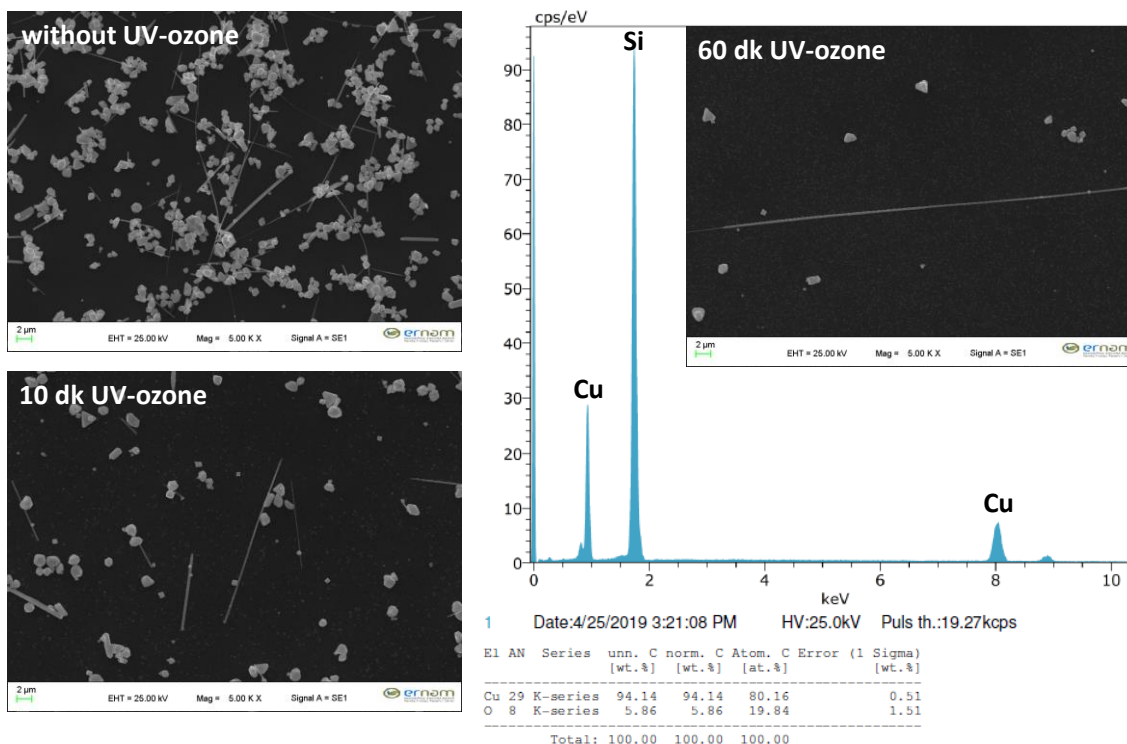 without UV-ozone
2 µm
EHT = 25.00 kV Mag = 5.00 K X Signal A = SE1 ernam
10 dk UV-ozone
2 µm
EHT = 25.00 kV Mag = 5.00 K X Signal A = SE1 ernam
cps/eV
90
80
70
60
50
40
30
20
10
0
Si
Cu
Cu
0 2 4 6 8 10
keV
60 dk UV-ozone
2 µm
EHT = 25.00 kV Mag = 5.00 K X Signal A = SE1 ernam
1 Date:4/25/2019 3:21:08 PM HV:25.0kV Puls th.:19.27kcps
El AN Series unn. C norm. C Atom. C Error (1 Sigma)
[wt.%] [wt.%] [at.%] [wt.%]
Cu 29 K-series 94.14 94.14 80.16 0.51
O 8 K-series 5.86 5.86 19.84 1.51
Total: 100.00 100.00 100.00